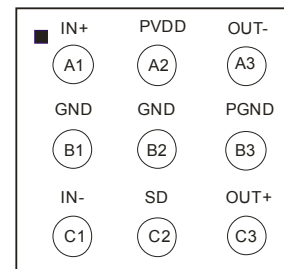 IN+ PVDD OUT-
A1 A2 A3
GND GND PGND
B1 B2 B3
IN- SD OUT+
C1 C2 C3